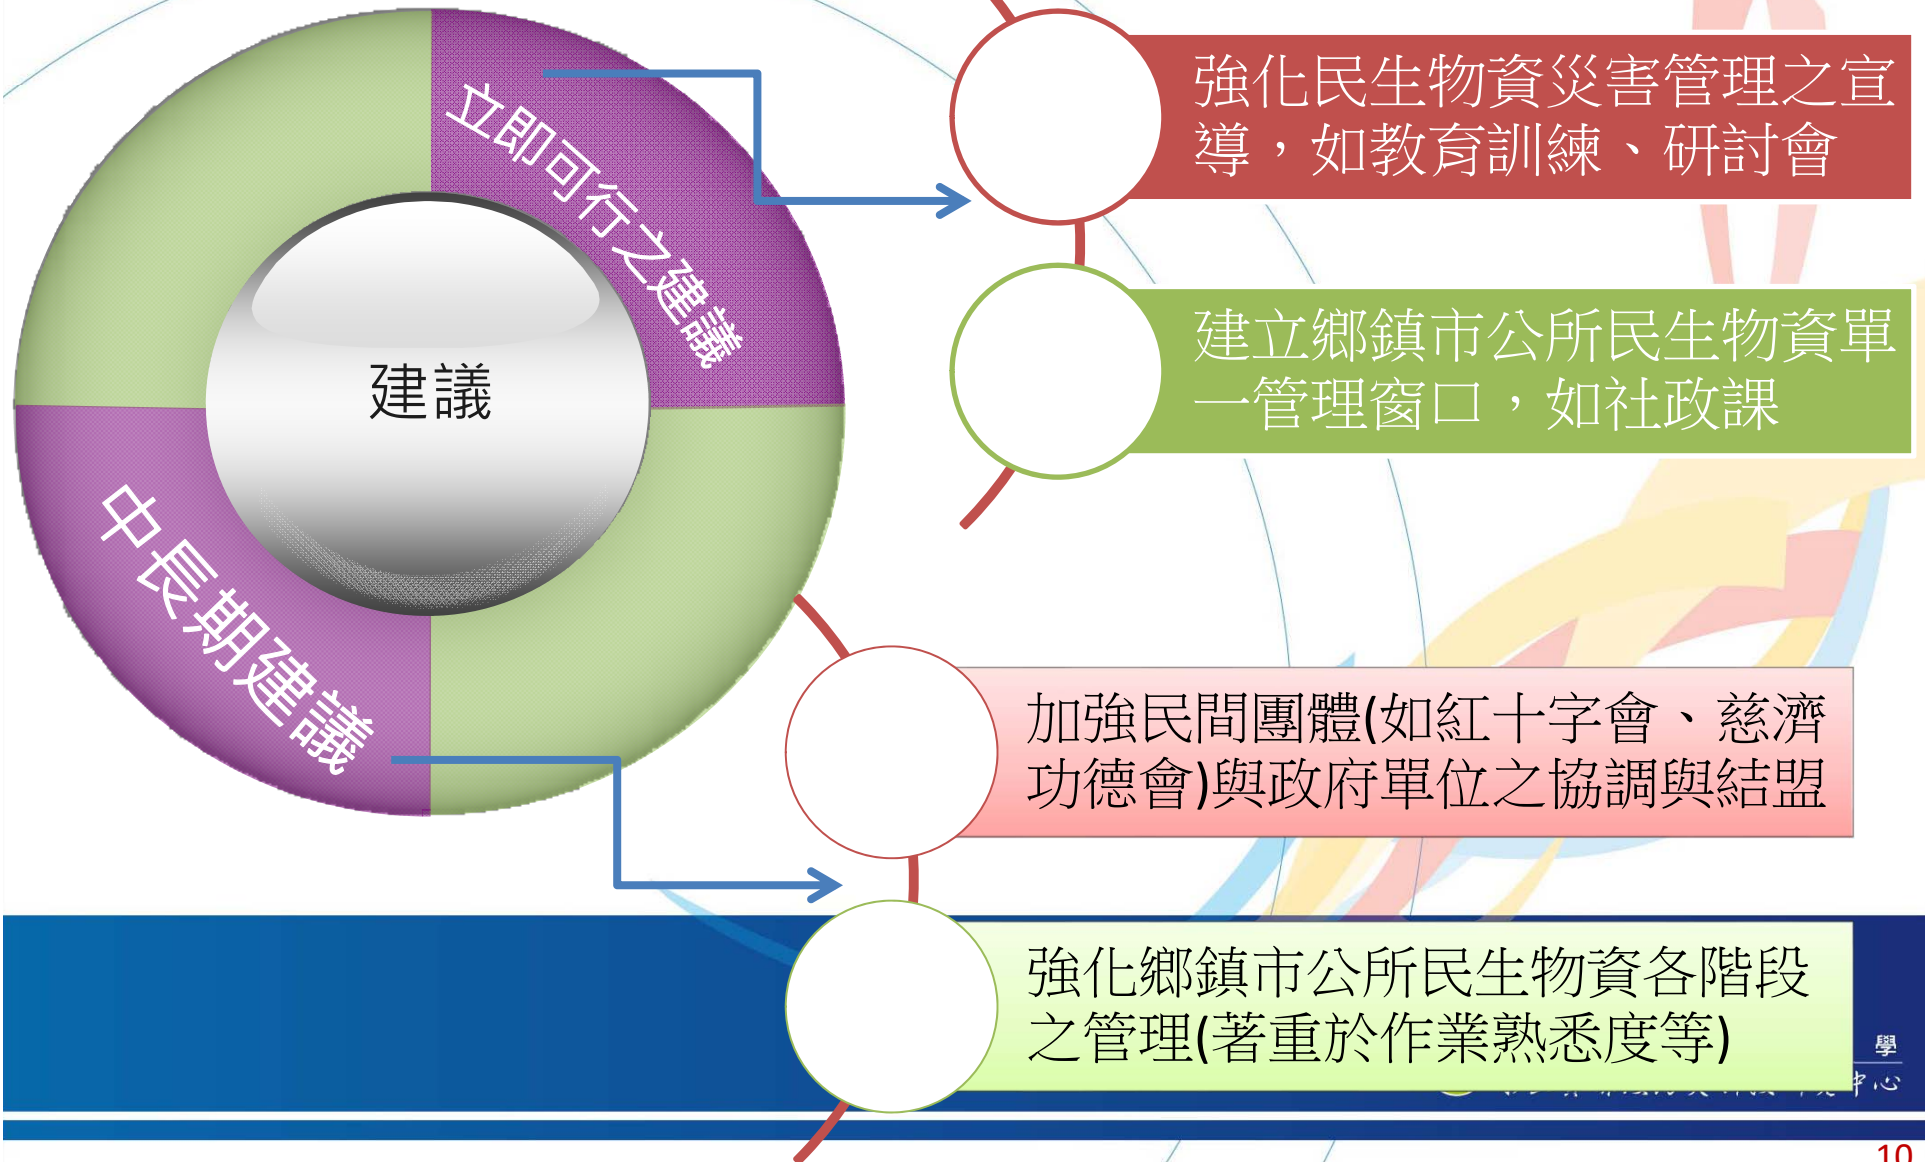 立即可行之建議
強化民生物資災害管理之宣
導，如教育訓練、研討會
建立鄉鎮市公所民生物資單
一管理窗口，如社政課
建議
中長期建議
加強民間團體(如紅十字會、慈濟
功德會)與政府單位之協調與結盟
強化鄉鎮市公所民生物資各階段
之管理(著重於作業熟悉度等)
學
中心
10